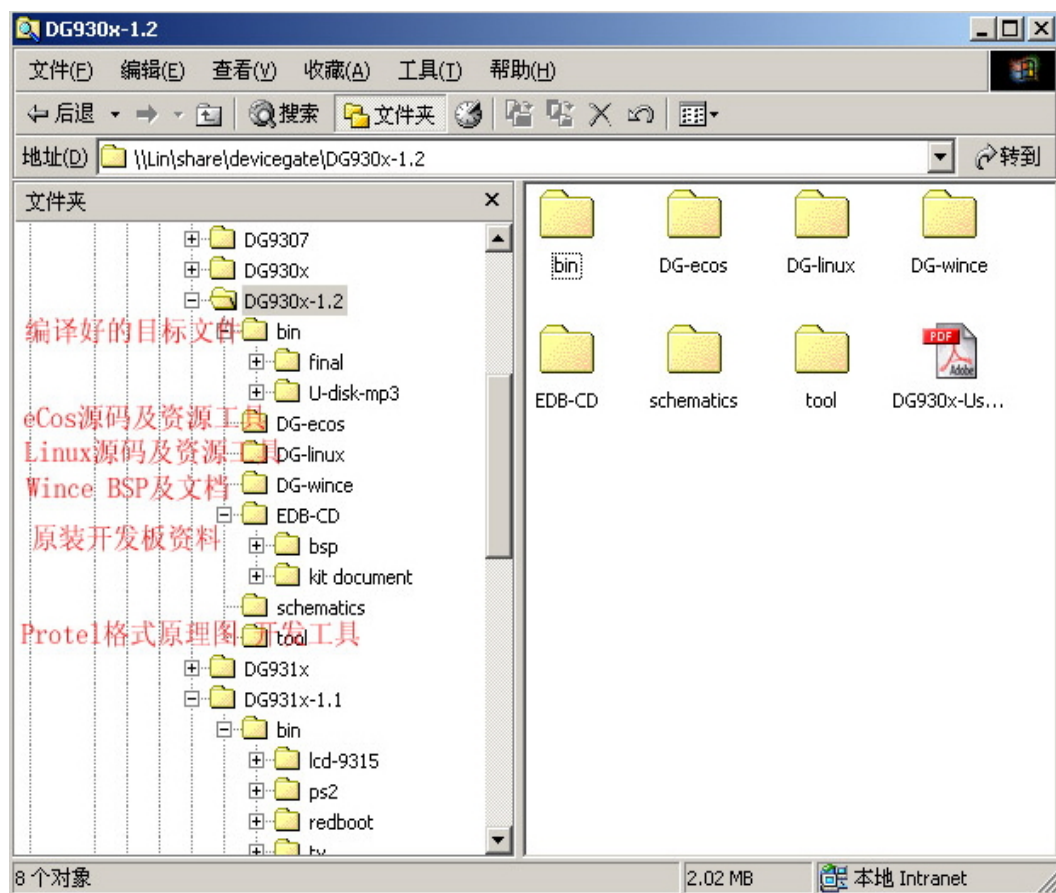 DG930x-1.2
文件(F) 编辑(E) 查看(V) 收藏(A) 工具(T) 帮助(H)
后退 搜索 文件夹
地址(D) \\Lin\share\devicegate\DG930x-1.2 转到
文件夹
DG9307
DG930x
DG930x-1.2
编译好的目标文件 bin
final
U-disk-mp3
eCos源码及资源工具 DG-ecos
Linux源码及资源工具 DG-linux
Wince BSP及文档 DG-wince
EDB-CD
原装开发板资料 bsp
kit document
schematics
Protel格式原理图 开发工具 tool
DG931x
DG931x-1.1
bin
lcd-9315
ps2
redboot
tv
bin DG-ecos DG-linux DG-wince
PDF
Adobe
EDB-CD schematics tool DG930x-Us...
8 个对象 2.02 MB 本地 Intranet